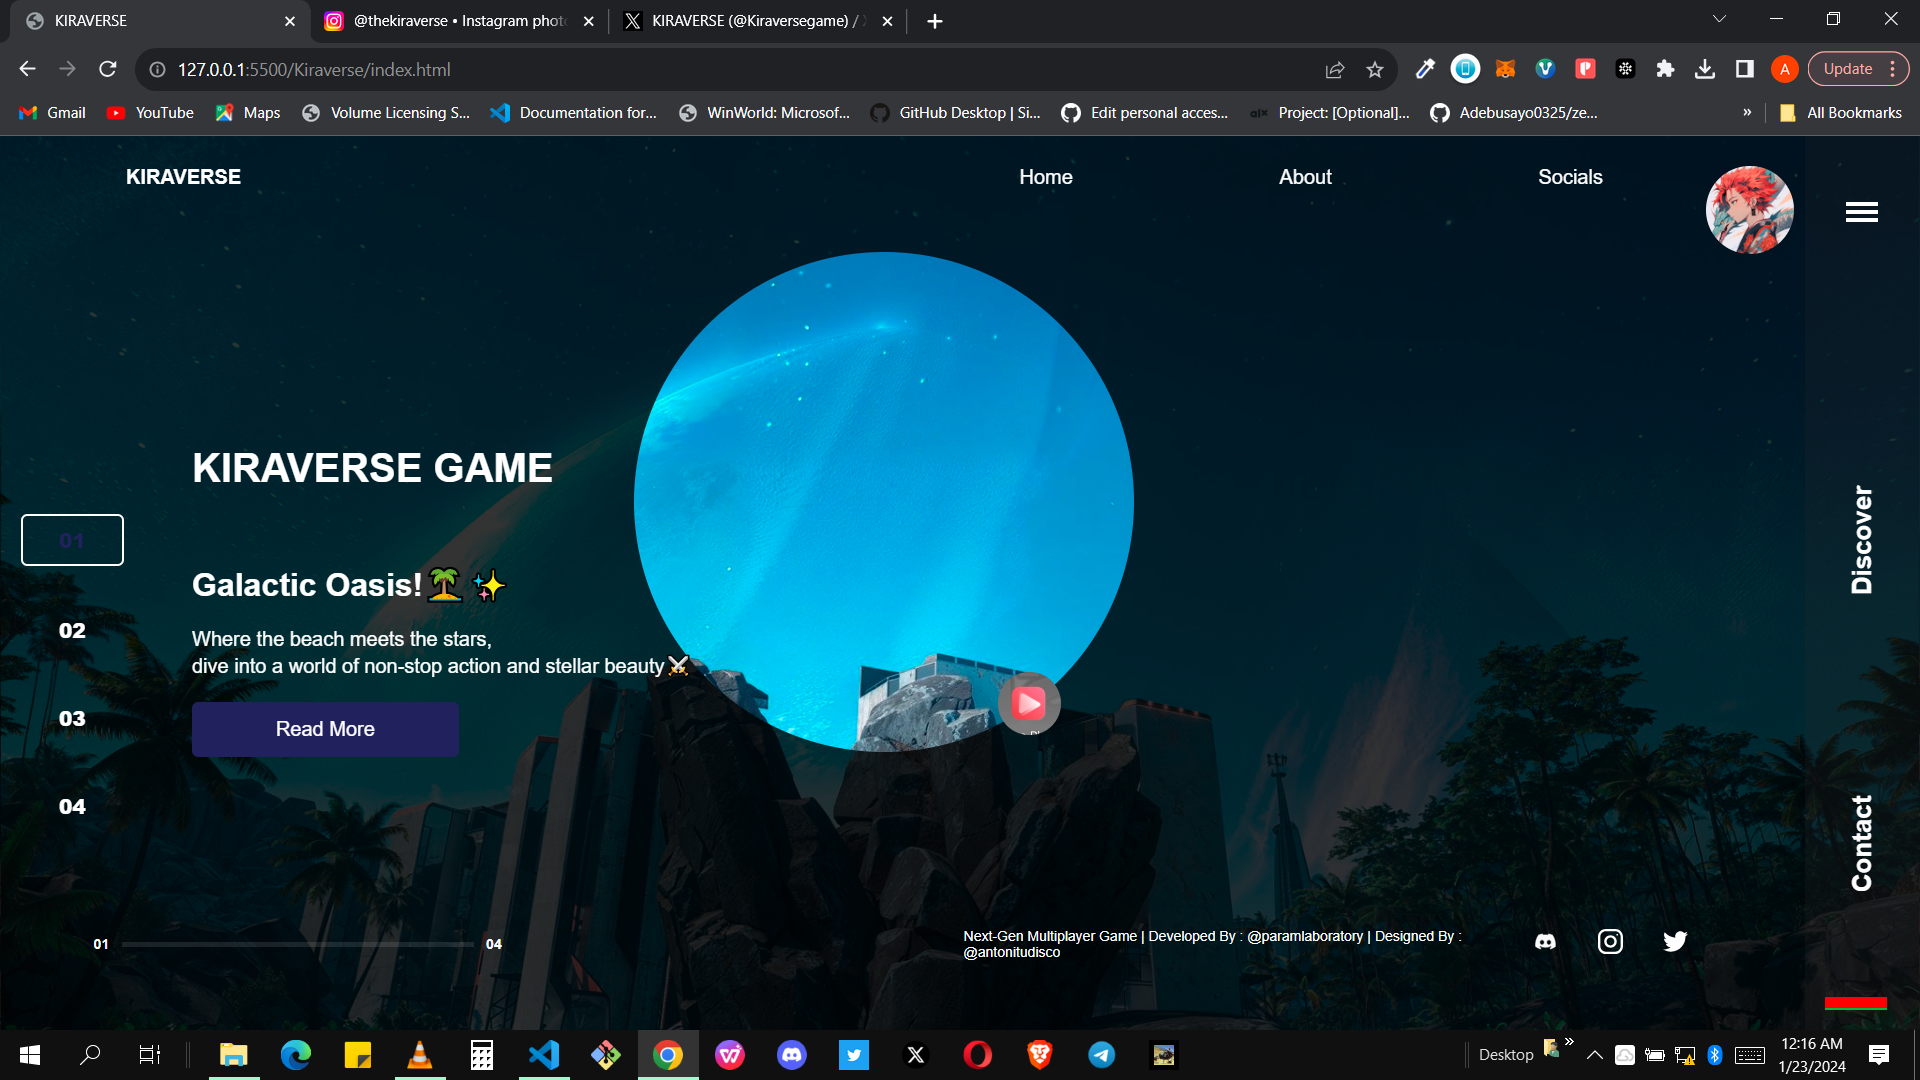 KIRAVERSE
@thekiraverse • Instagram phot
KIRAVERSE (@Kiraversegame) /
127.0.0.1:5500/Kiraverse/index.html
Update
Gmail
YouTube
Maps
Volume Licensing S...
Documentation for...
WinWorld: Microsof...
GitHub Desktop | Si...
Edit personal acces...
Project: [Optional]...
Adebusayo0325/ze...
»
All Bookmarks
KIRAVERSE
Home
About
Socials
KIRAVERSE GAME
01
Galactic Oasis!🏝️✨
02
Where the beach meets the stars,
dive into a world of non-stop action and stellar beauty⚔️
03
Read More
04
Discover
Contact
01
04
Next-Gen Multiplayer Game | Developed By : @paramlaboratory | Designed By :
@antonitudisco
Desktop
»
12:16 AM
1/23/2024